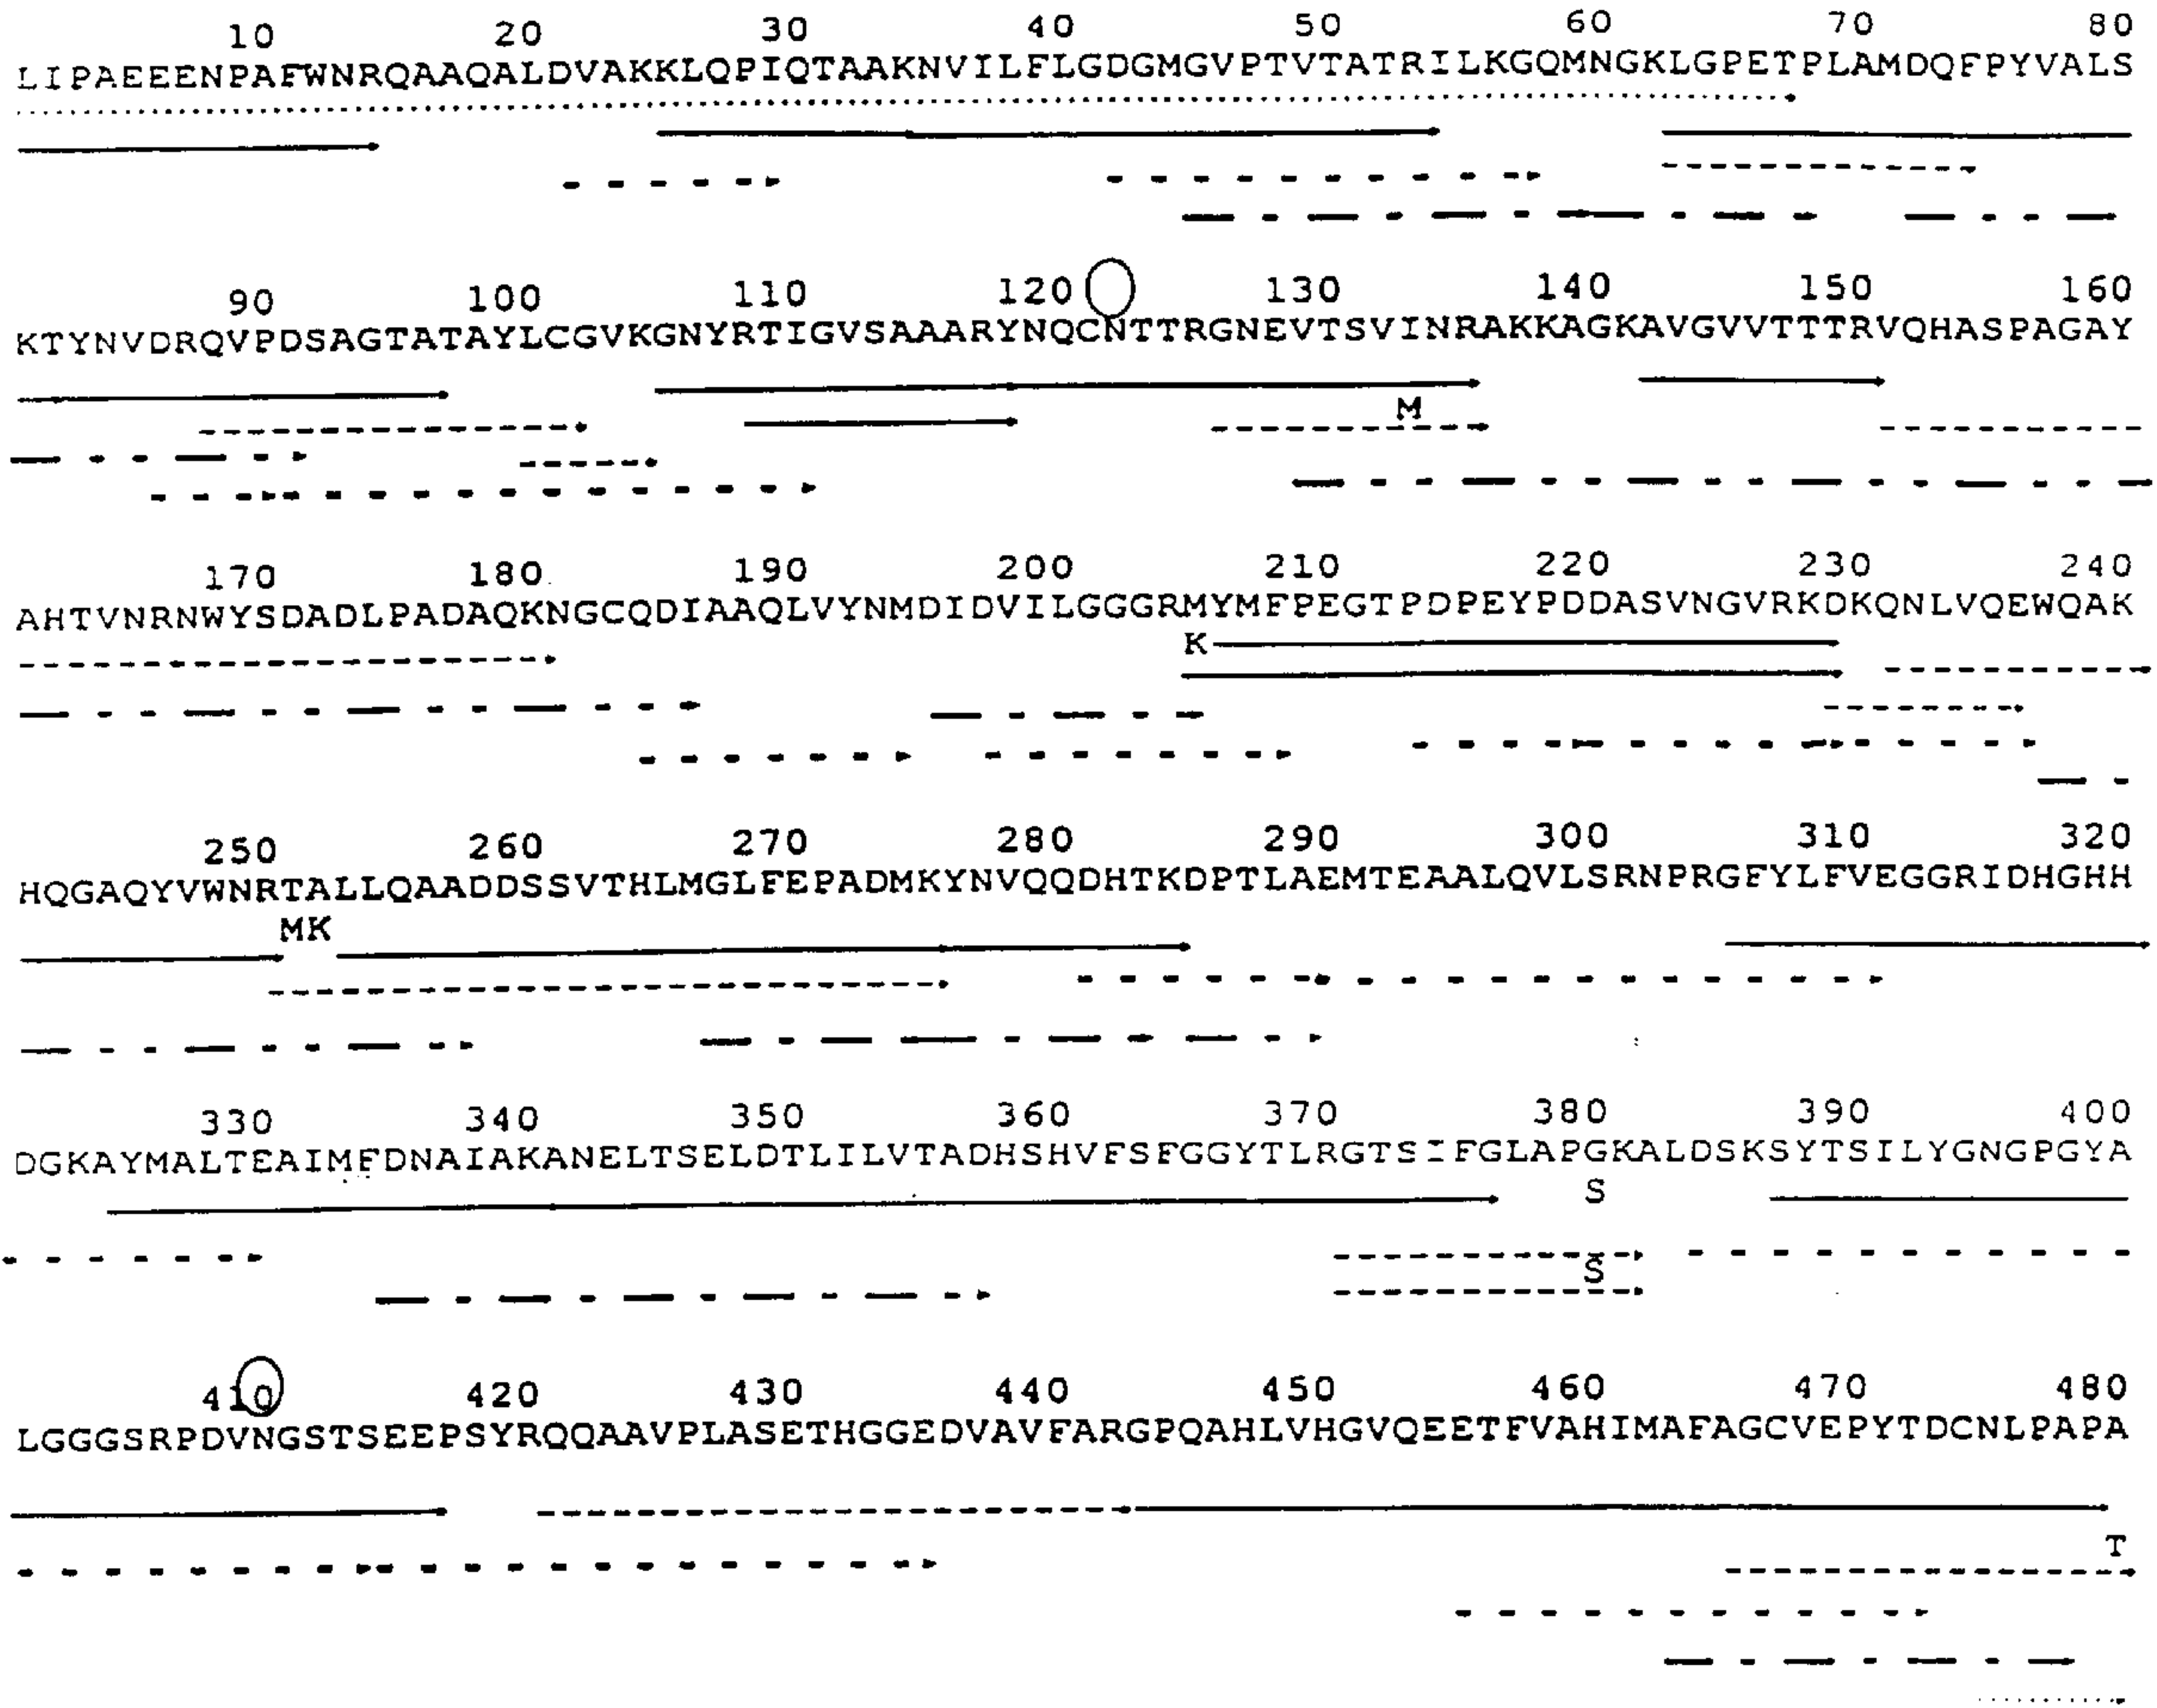 10 20 30 40 50 60 70 80
LIPAEEENPAFWNRQAAQALDVAKKLQPIQTAAKNVILFLGDGMGVPTVTATRILKGQMNGKLGPETPLAMDQFPYVALS
90 100 110 120 130 140 150 160
KTYNVDRQVPDSAGTATAYLCGVKGNYRTIGVSAAARYNQCNTTRGNEVTSVINRAKKAGKAVGVVTTTRVQHASPAGAY
M
170 180 190 200 210 220 230 240
AHTVNRNWYSDADLPADAQKNGCQDIAAQLVYNMDIDVILGGGRMYMFPEGTPDPEYPDDASVNGVRKDKQNLVQEWQAK
K
250 260 270 280 290 300 310 320
HQGAQYVWNRTALLQAADDSSVTHLMGLFEPADMKYNVQQDHTKDPTLAEMTEAALQVLSRNPRGFYLFVEGGRIDHGHH
MK
330 340 350 360 370 380 390 400
DGKAYMALTEAIMFDNAIAKANELTSELDTLILVTADHSHVFSFGGYTLRGTSIFGLAPGKALDSKSYTSILYGNGPGYA
S
S
410 420 430 440 450 460 470 480
LGGGSRPDVNGSTSEEPSYRQQAAVPLASETHGGEDVAVFARGPQAHLVHGVQEETFVAHIMAFAGCVEPYTDCNLPAPA
T